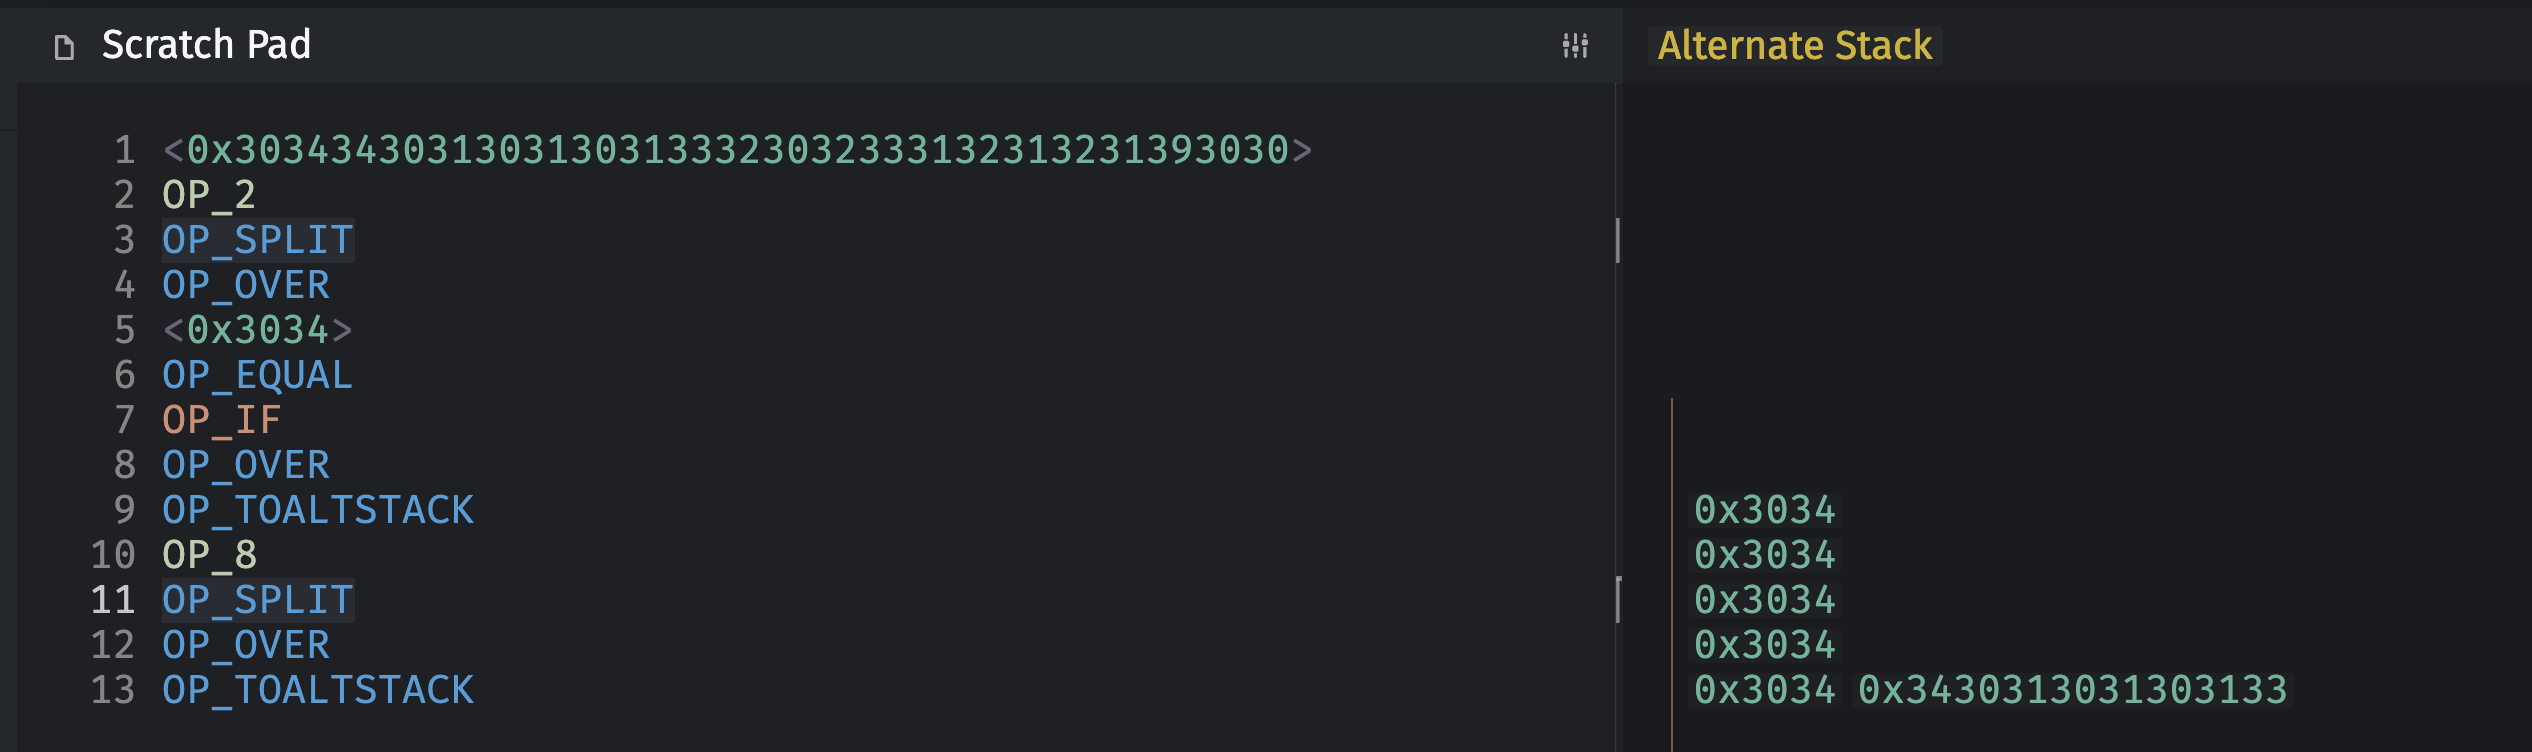 Scratch Pad
Alternate Stack
1 <0x30343430313031303133323032333132313231393030>
2 OP_2
3 OP_SPLIT
4 OP_OVER
5 <0x3034>
6 OP_EQUAL
7 OP_IF
8 OP_OVER
9 OP_TOALTSTACK 0x3034
10 OP_8 0x3034
11 OP_SPLIT 0x3034
12 OP_OVER 0x3034
13 OP_TOALTSTACK 0x3034 0x3430313031303133